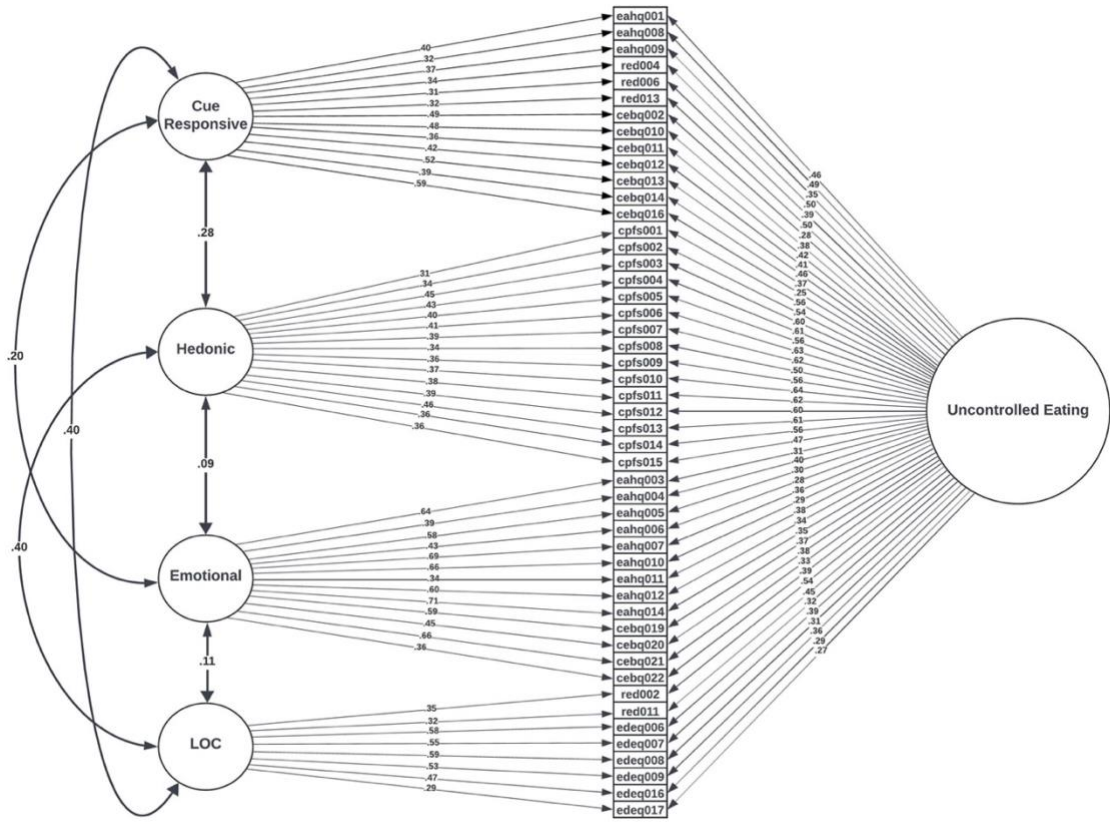 Cue
Responsive
Hedonic
Emotional
LOC
.20
.40
.40
.28
.09
.11
.40
.32
.37
.34
.31
.32
.49
.48
.36
.42
.52
.39
.59
.31
.34
.45
.43
.40
.41
.39
.34
.36
.37
.38
.39
.46
.36
.36
.64
.39
.58
.43
.69
.66
.34
.60
.71
.59
.45
.66
.36
.35
.32
.58
.55
.59
.53
.47
.29
eahq001
eahq008
eahq009
red004
red006
red013
cebq002
cebq010
cebq011
cebq012
cebq013
cebq014
cebq016
cpfs001
cpfs002
cpfs003
cpfs004
cpfs005
cpfs006
cpfs007
cpfs008
cpfs009
cpfs010
cpfs011
cpfs012
cpfs013
cpfs014
cpfs015
eahq003
eahq004
eahq005
eahq006
eahq007
eahq010
eahq011
eahq012
eahq014
cebq019
cebq020
cebq021
cebq022
red002
red011
edeq006
edeq007
edeq008
edeq009
edeq016
edeq017
.46
.49
.35
.50
.39
.50
.28
.38
.42
.41
.46
.37
.25
.56
.54
.60
.61
.56
.63
.62
.50
.56
.64
.62
.60
.61
.56
.47
.31
.40
.30
.28
.36
.29
.38
.34
.35
.37
.38
.33
.39
.54
.45
.32
.39
.31
.36
.29
.27
Uncontrolled Eating